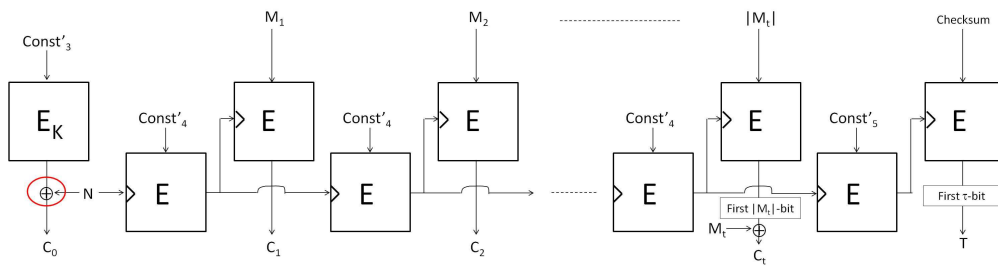 M1 M2 |Mt| Checksum
Const'3
Const'4 Const'4 Const'4 Const'5
EK E E E
N E E E E
First |Mt|-bit First τ-bit
Mt
C0 C1 C2 Ct T